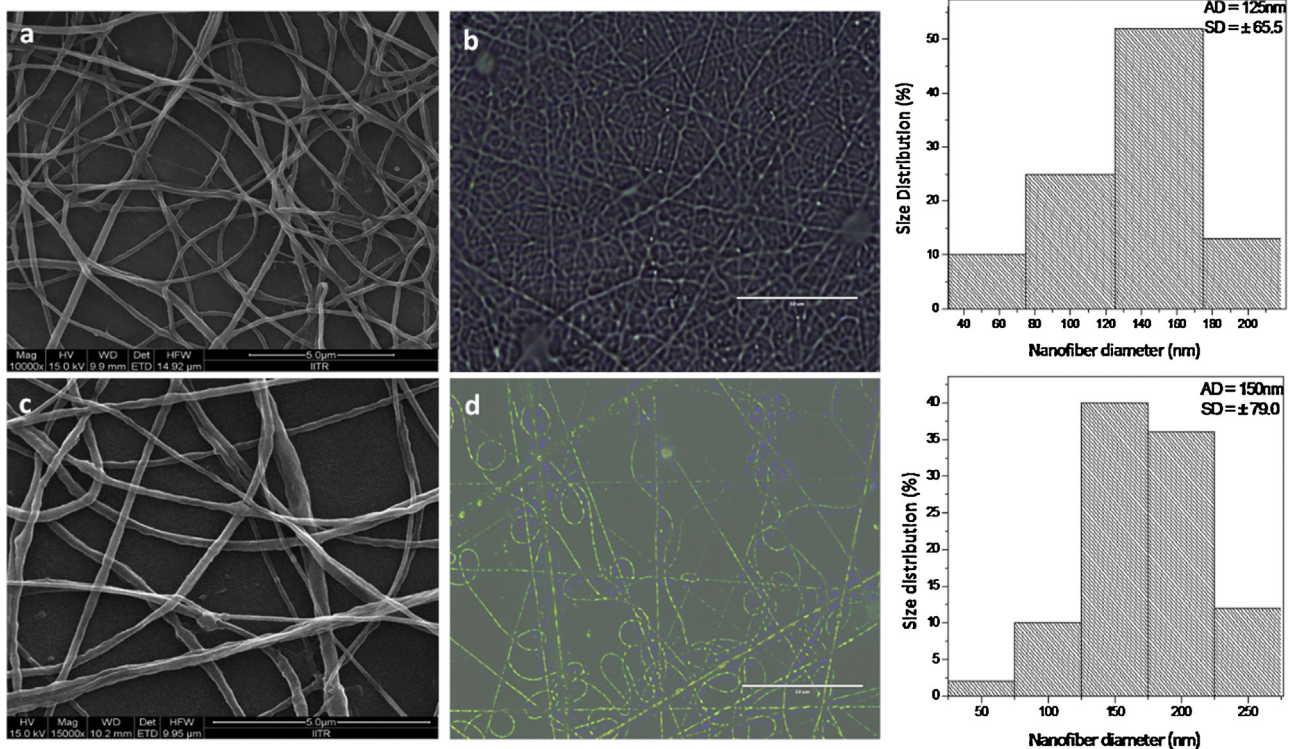 a
Mag HV WD Det HFW 5.0µm
10000x 15.0 kV 9.9 mm ETD 14.92 µm IITR
b
10 um
AD = 125nm
SD = ± 65.5
Size Distribution (%)
50
40
30
20
10
0
40 60 80 100 120 140 160 180 200
Nanofiber diameter (nm)
c
HV Mag WD Det HFW 5.0µm
15.0 kV 15000x 10.2 mm ETD 9.95 µm IITR
d
10 um
AD = 150nm
SD = ± 79.0
Size distribution (%)
40
35
30
25
20
15
10
5
0
50 100 150 200 250
Nanofiber diameter (nm)